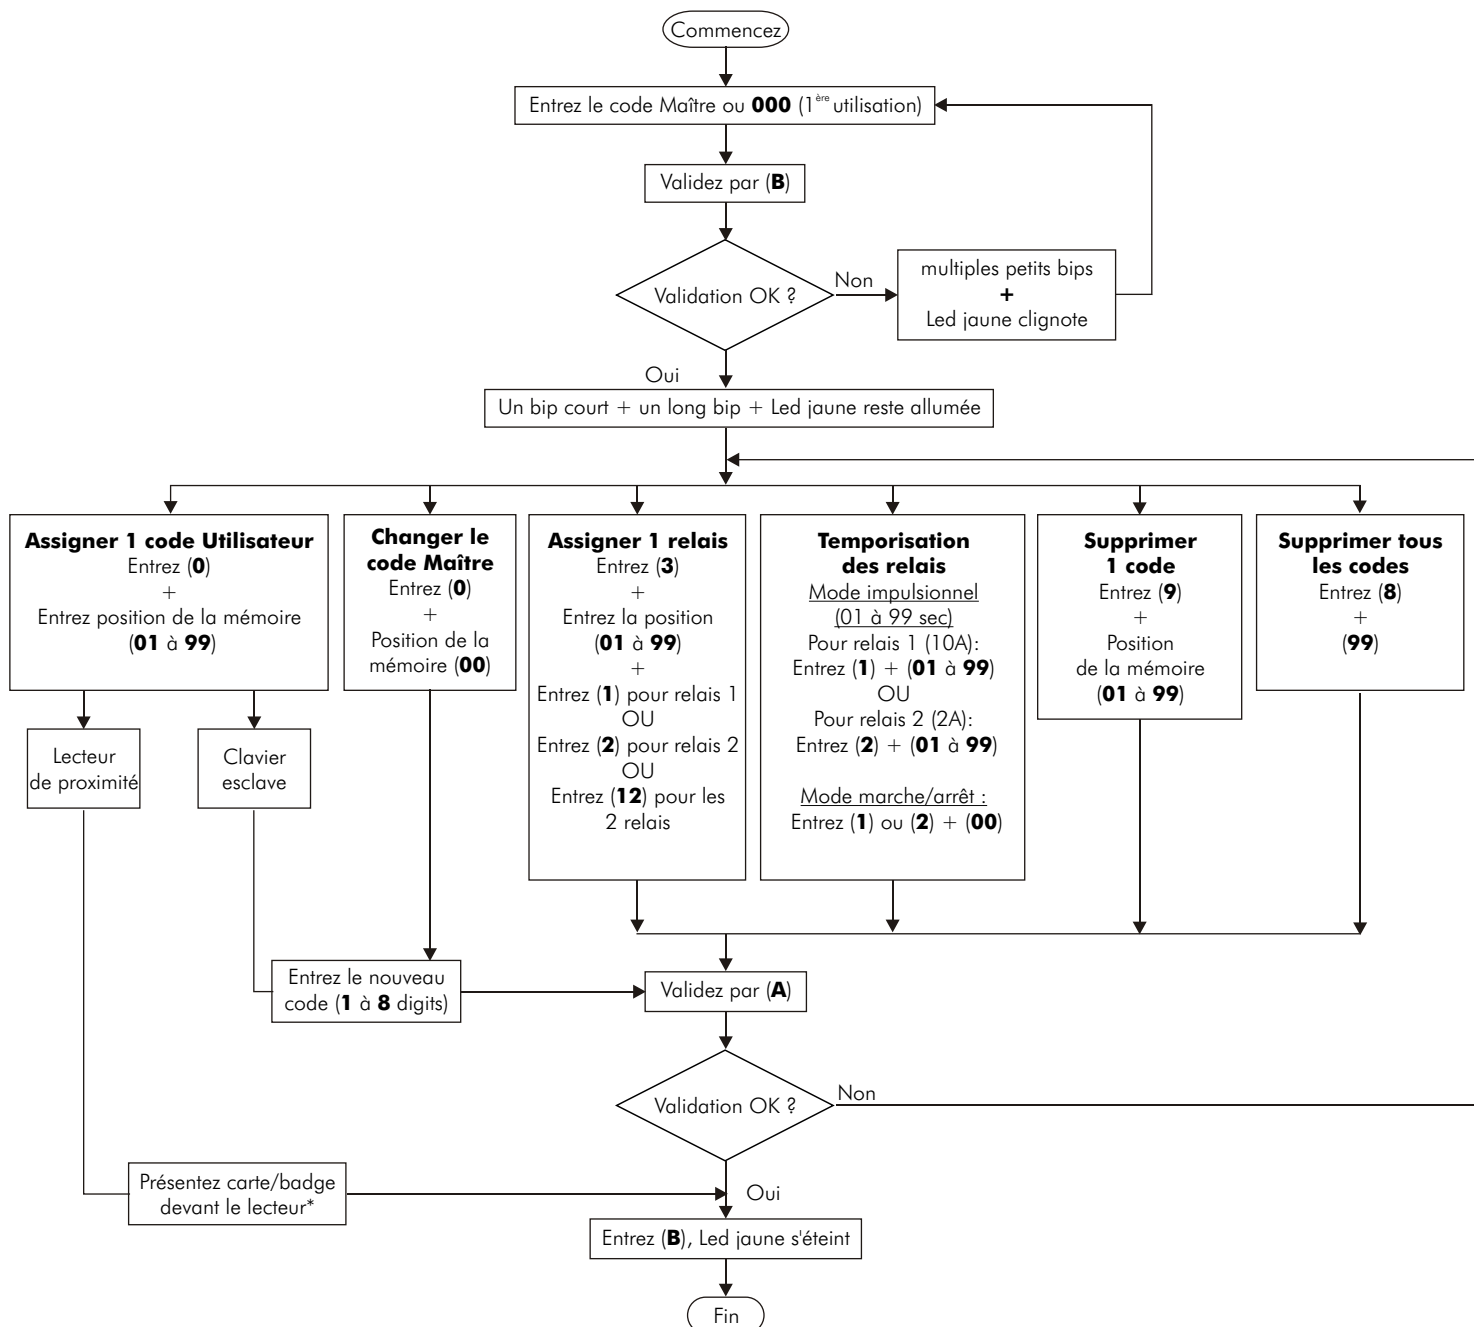 Commencez
Entrez le code Maître ou 000 (1ère utilisation)
Validez par (B)
Validation OK ?
Non
multiples petits bips
+
Led jaune clignote
Oui
Un bip court + un long bip + Led jaune reste allumée
Assigner 1 code Utilisateur
Entrez (0)
+
Entrez position de la mémoire
(01 à 99)
Changer le
code Maître
Entrez (0)
+
Position de la
mémoire (00)
Assigner 1 relais
Entrez (3)
+
Entrez la position
(01 à 99)
+
Entrez (1) pour relais 1
OU
Entrez (2) pour relais 2
OU
Entrez (12) pour les
2 relais
Temporisation
des relais
Mode impulsionnel
(01 à 99 sec)
Pour relais 1 (10A):
Entrez (1) + (01 à 99)
OU
Pour relais 2 (2A):
Entrez (2) + (01 à 99)
Mode marche/arrêt :
Entrez (1) ou (2) + (00)
Supprimer
1 code
Entrez (9)
+
Position
de la mémoire
(01 à 99)
Supprimer tous
les codes
Entrez (8)
+
(99)
Lecteur
de proximité
Clavier
esclave
Entrez le nouveau
code (1 à 8 digits)
Validez par (A)
Validation OK ?
Non
Présentez carte/badge
devant le lecteur*
Oui
Entrez (B), Led jaune s'éteint
Fin